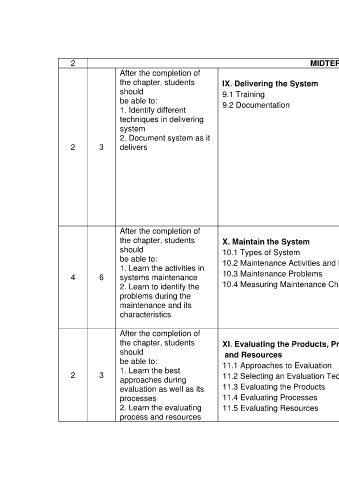 2
MIDTER
2
3
After the completion of
the chapter, students
should
be able to:
1. Identify different
techniques in delivering
system
2. Document system as it
delivers
IX. Delivering the System
9.1 Training
9.2 Documentation
4
6
After the completion of
the chapter, students
should
be able to:
1. Learn the activities in
systems maintenance
2. Learn to identify the
problems during the
maintenance and its
characteristics
X. Maintain the System
10.1 Types of System
10.2 Maintenance Activities and
10.3 Maintenance Problems
10.4 Measuring Maintenance Ch
2
3
After the completion of
the chapter, students
should
be able to:
1. Learn the best
approaches during
evaluation as well as its
processes
2. Learn the evaluating
process and resources
XI. Evaluating the Products, Pr
and Resources
11.1 Approaches to Evaluation
11.2 Selecting an Evaluation Tec
11.3 Evaluating the Products
11.4 Evaluating Processes
11.5 Evaluating Resources